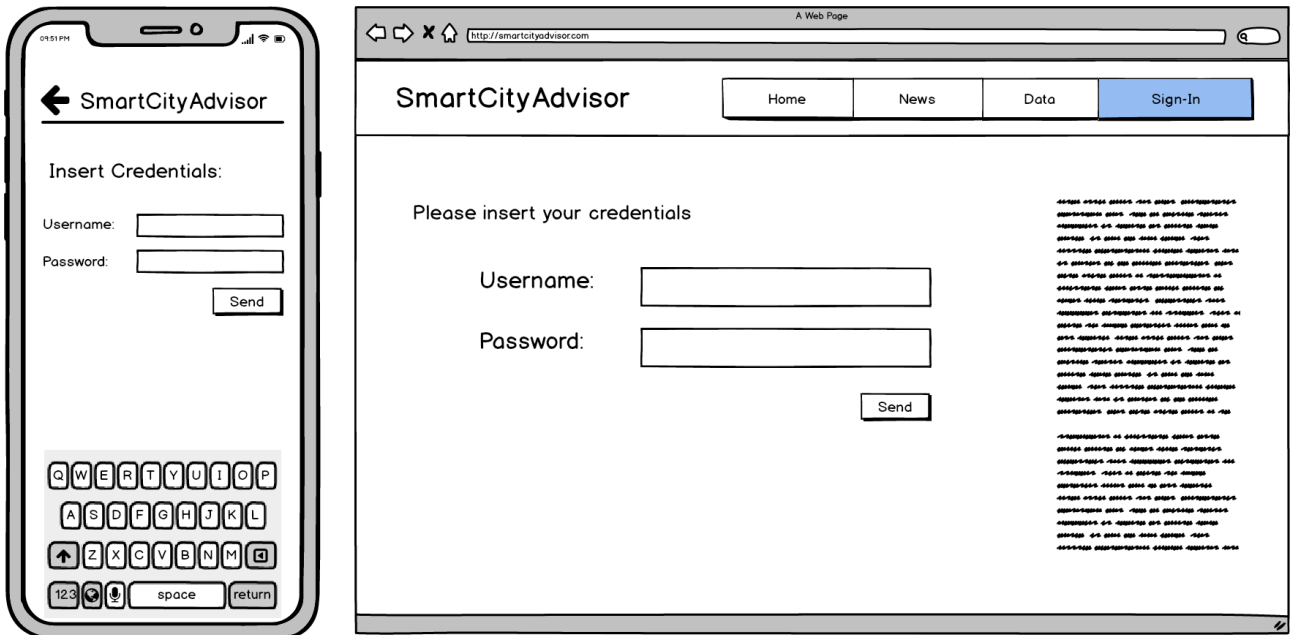 09:51 PM
SmartCityAdvisor
Insert Credentials:
Username:
Password:
Send
Q W E R T Y U I O P
A S D F G H J K L
Z X C V B N M
123 space return
A Web Page
http://smartcityadvisor.com
SmartCityAdvisor
Home News Data Sign-In
Please insert your credentials
Username:
Password:
Send